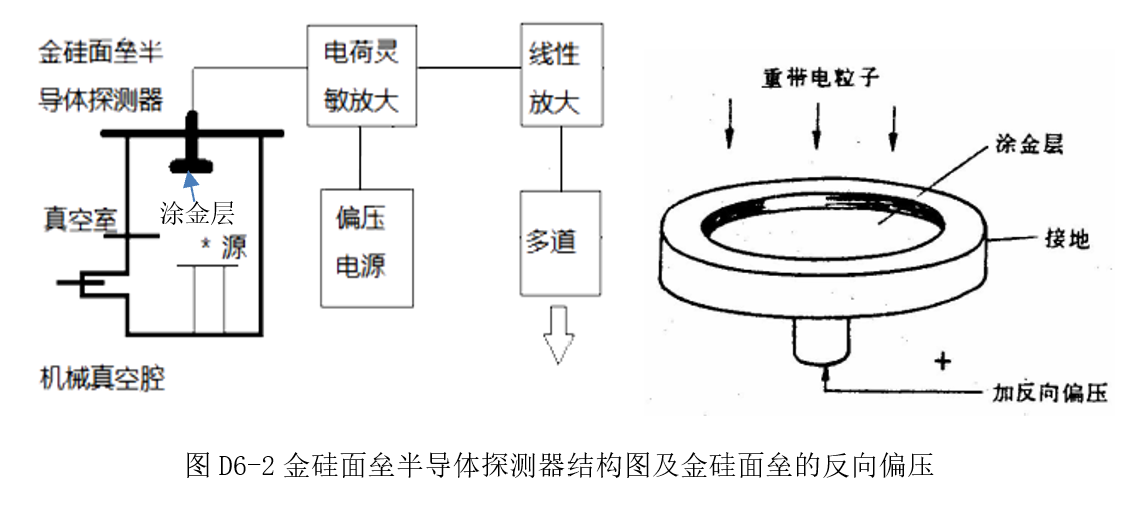 金硅面垒半
导体探测器
电荷灵
敏放大
线性
放大
涂金层
真空室
* 源
偏压
电源
多道
机械真空腔
重带电粒子
涂金层
接地
+
加反向偏压
图 D6-2 金硅面垒半导体探测器结构图及金硅面垒的反向偏压